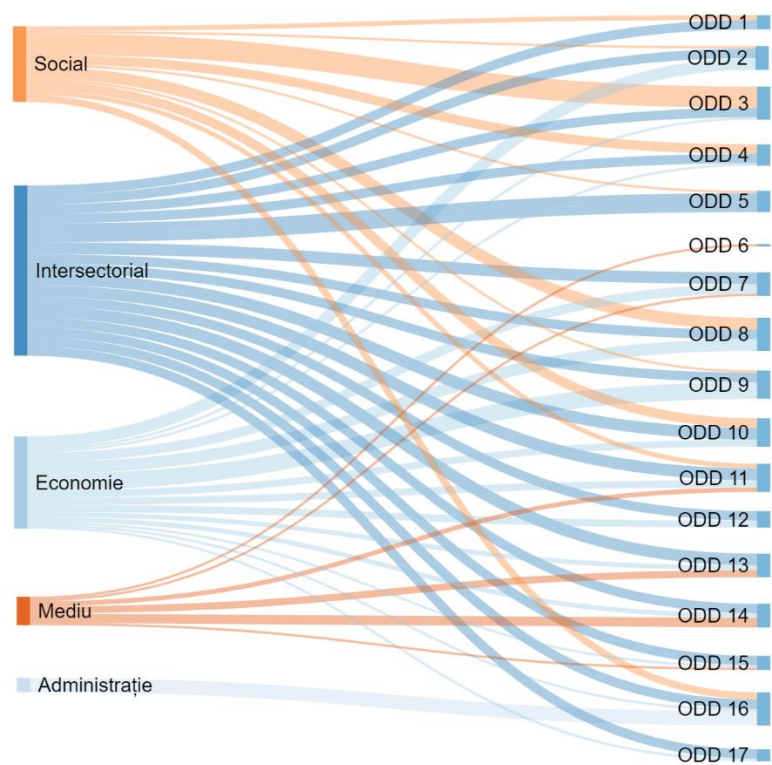 Social
Intersectorial
Economie
Mediu
Administrație
ODD 1
ODD 2
ODD 3
ODD 4
ODD 5
ODD 6
ODD 7
ODD 8
ODD 9
ODD 10
ODD 11
ODD 12
ODD 13
ODD 14
ODD 15
ODD 16
ODD 17